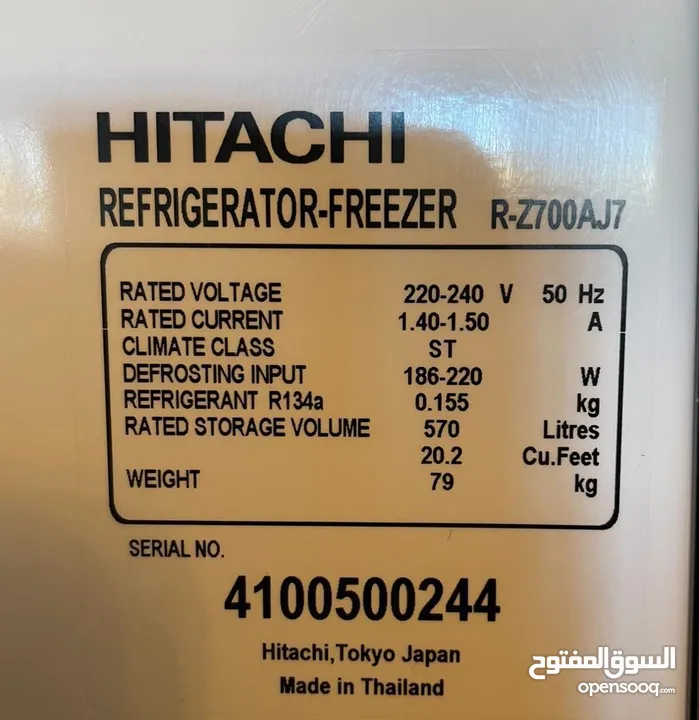 HITACHI
REFRIGERATOR-FREEZER R-Z700AJ7
RATED VOLTAGE 220-240 V 50 Hz
RATED CURRENT 1.40-1.50 A
CLIMATE CLASS ST
DEFROSTING INPUT 186-220 W
REFRIGERANT R134a 0.155 kg
RATED STORAGE VOLUME 570 Litres
20.2 Cu.Feet
WEIGHT 79 kg
SERIAL NO.
4100500244
Hitachi,Tokyo Japan
Made in Thailand
السوق المفتوح
opensooq.com